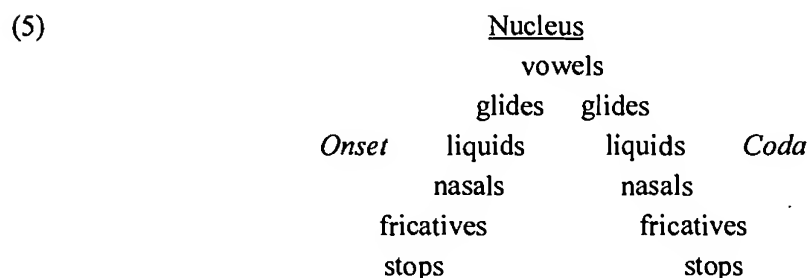 (5) Nucleus
vowels
glides glides
Onset liquids liquids Coda
nasals nasals
fricatives fricatives
stops stops